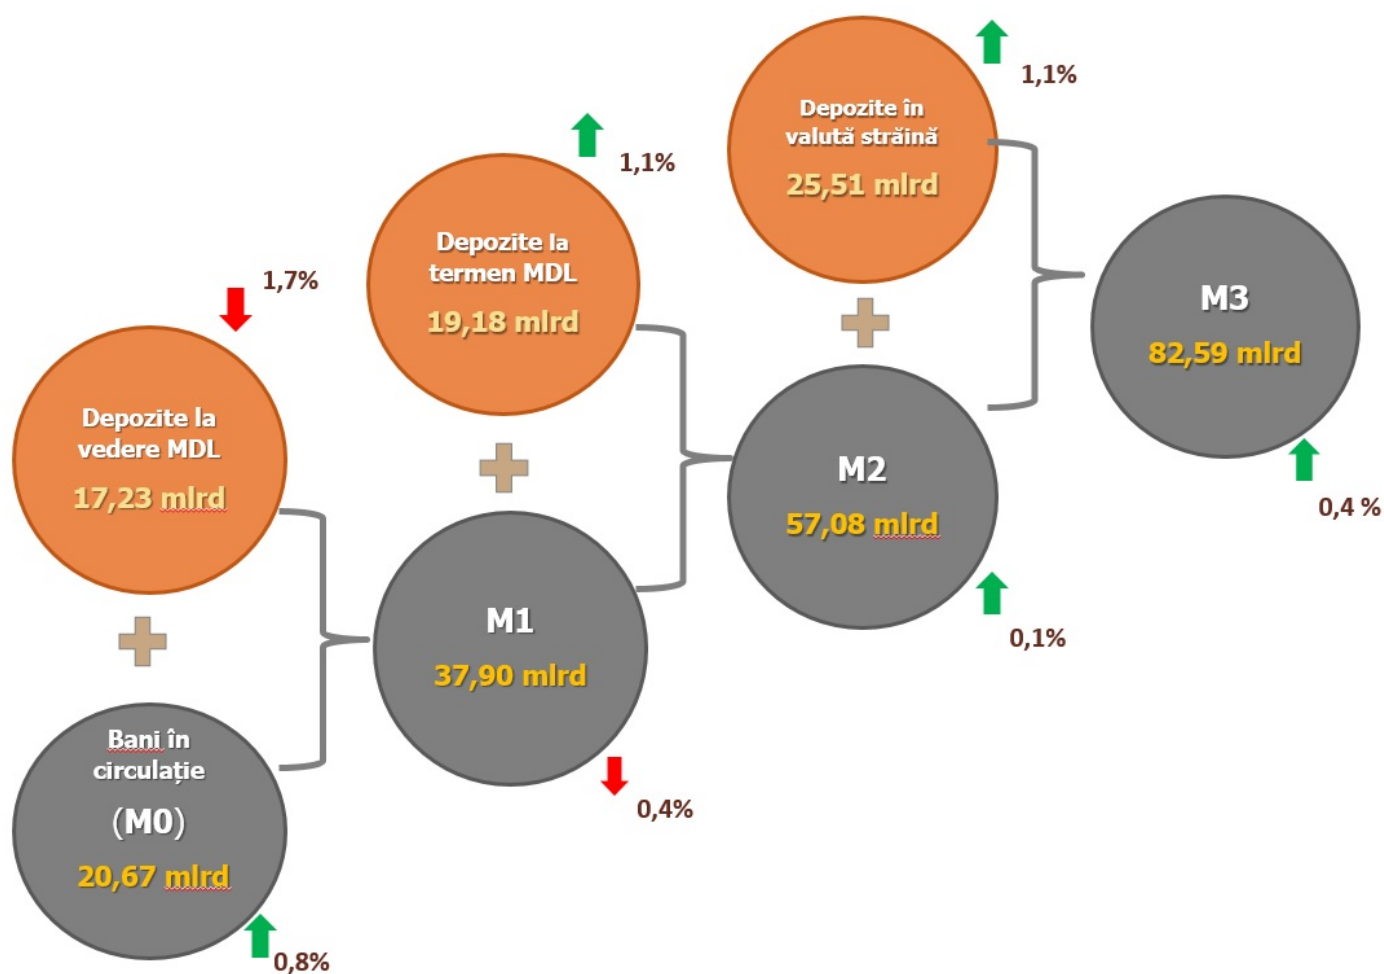 Depozite la
vedere MDL
17,23 mlrd
1,7%
Bani în
circulație
(M0)
20,67 mlrd
0,8%
Depozite la
termen MDL
19,18 mlrd
1,1%
M1
37,90 mlrd
0,4%
Depozite în
valută străină
25,51 mlrd
1,1%
M2
57,08 mlrd
0,1%
M3
82,59 mlrd
0,4 %